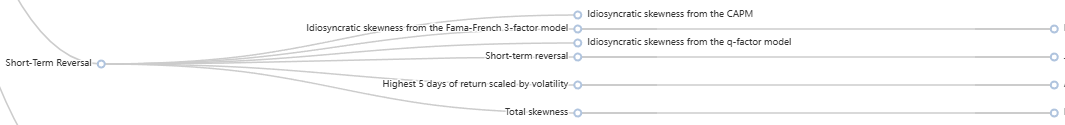 Idiosyncratic skewness from the CAPM
Idiosyncratic skewness from the Fama-French 3-factor model
Idiosyncratic skewness from the q-factor model
Short-term reversal
Short-Term Reversal
Highest 5 days of return scaled by volatility
Total skewness